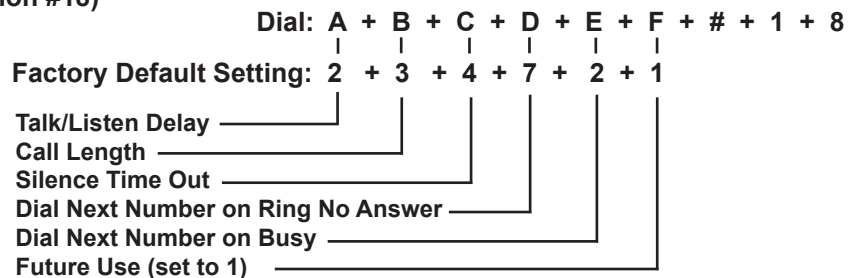 #18)
Dial: A + B + C + D + E + F + # + 1 + 8
Factory Default Setting: 2 + 3 + 4 + 7 + 2 + 1
Talk/Listen Delay
Call Length
Silence Time Out
Dial Next Number on Ring No Answer
Dial Next Number on Busy
Future Use (set to 1)